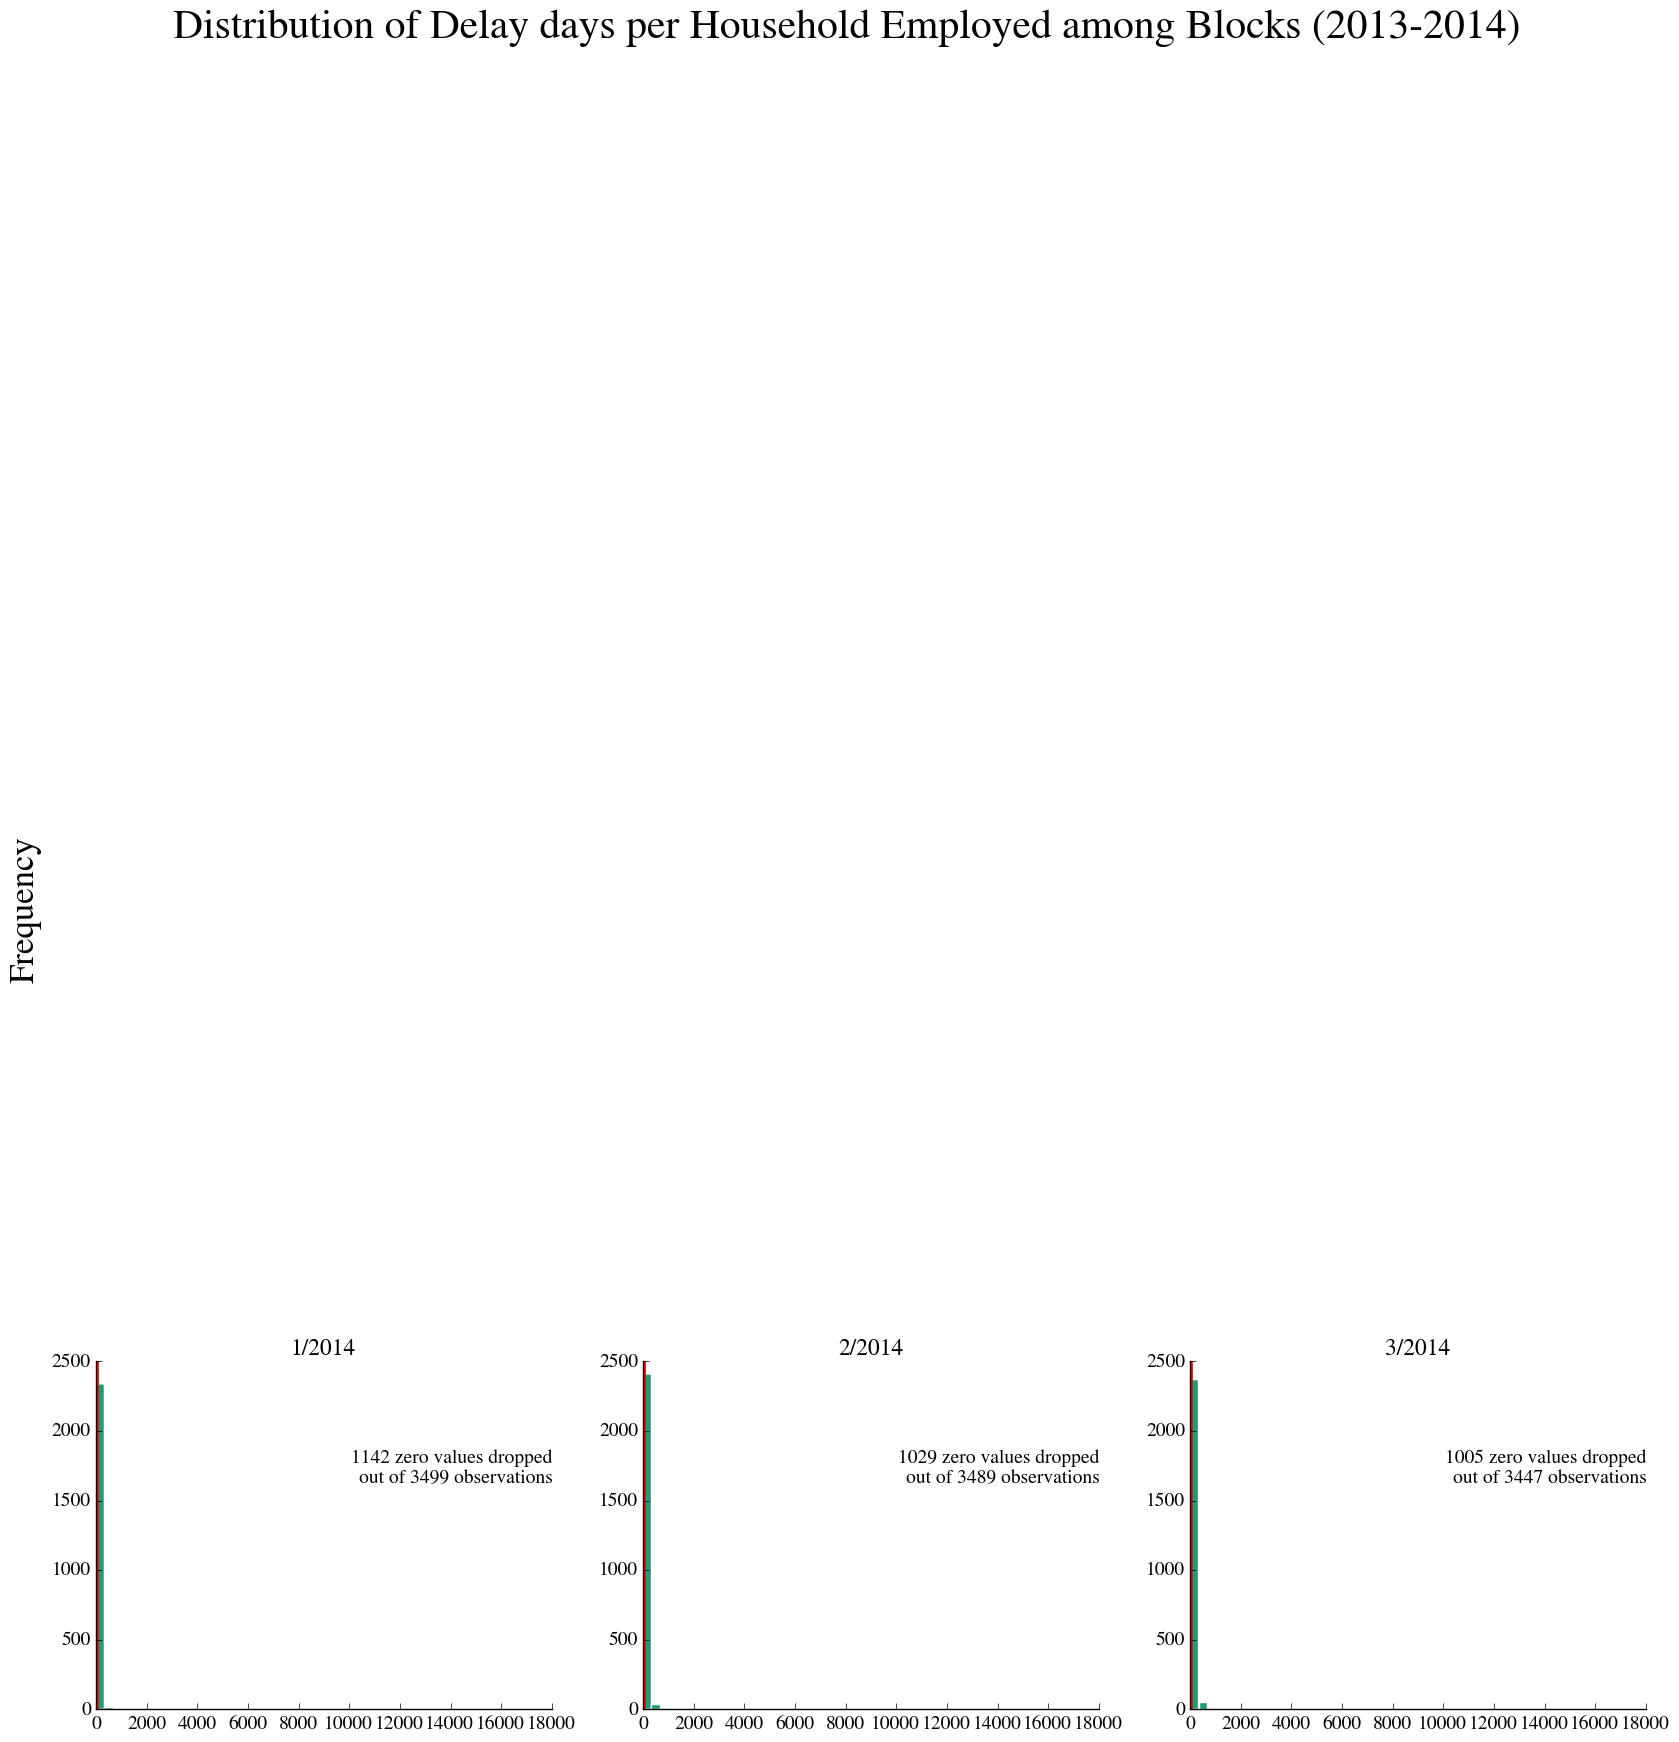 Distribution of Delay days per Household Employed among Blocks (2013-2014)
Frequency
1/2014
2500
2000
1500
1000
500
0
1142 zero values dropped
out of 3499 observations
0 2000 4000 6000 8000 10000 12000 14000 16000 18000
2/2014
2500
2000
1500
1000
500
0
1029 zero values dropped
out of 3489 observations
0 2000 4000 6000 8000 10000 12000 14000 16000 18000
3/2014
2500
2000
1500
1000
500
0
1005 zero values dropped
out of 3447 observations
0 2000 4000 6000 8000 10000 12000 14000 16000 18000